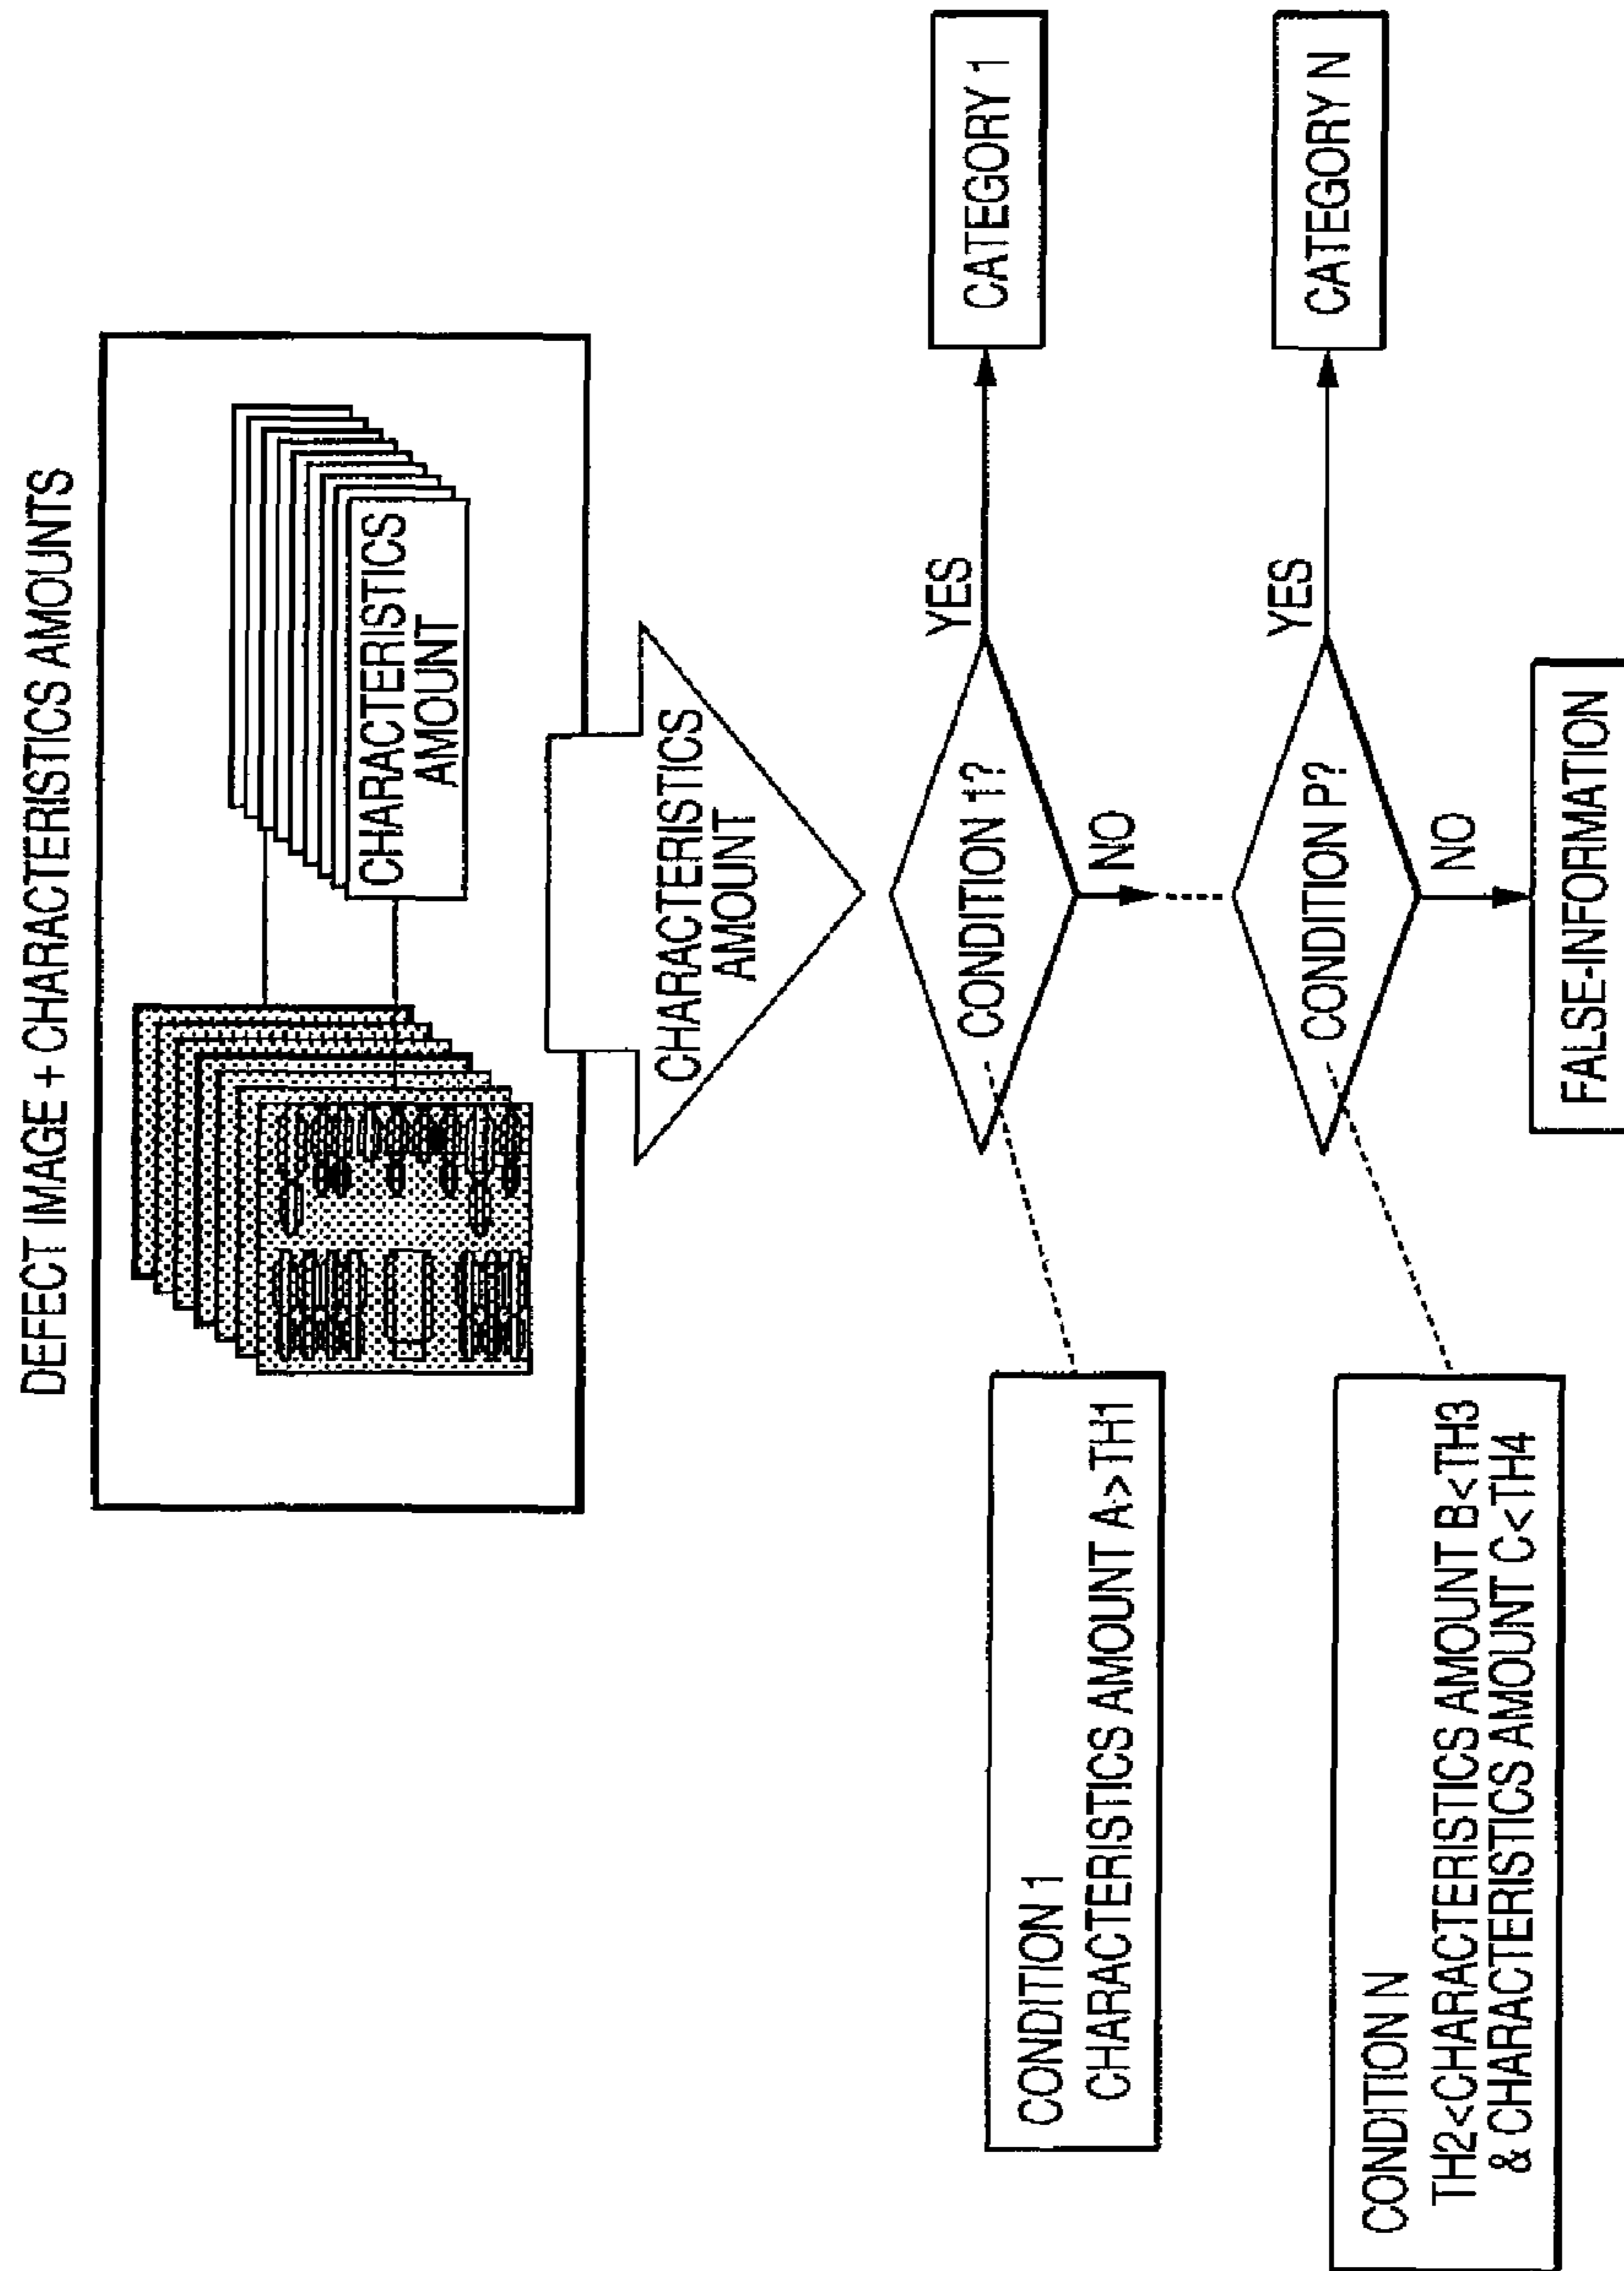 DEFECT IMAGE + CHARACTERISTICS AMOUNTS
CHARACTERISTICS
AMOUNT
CHARACTERISTICS
AMOUNT
CONDITION 1
CHARACTERISTICS AMOUNT A>TH1
CONDITION 1?
YES
CATEGORY 1
NO
CONDITION N
TH2<CHARACTERISTICS AMOUNT B<TH3
& CHARACTERISTICS AMOUNT C<TH4
CONDITION P?
YES
CATEGORY N
NO
FALSE-INFORMATION